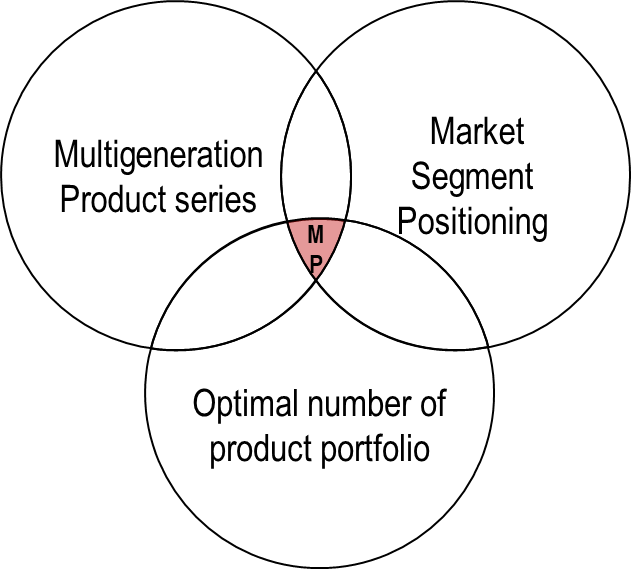 Multigeneration
Product series
Market
Segment
Positioning
M
P
Optimal number of
product portfolio